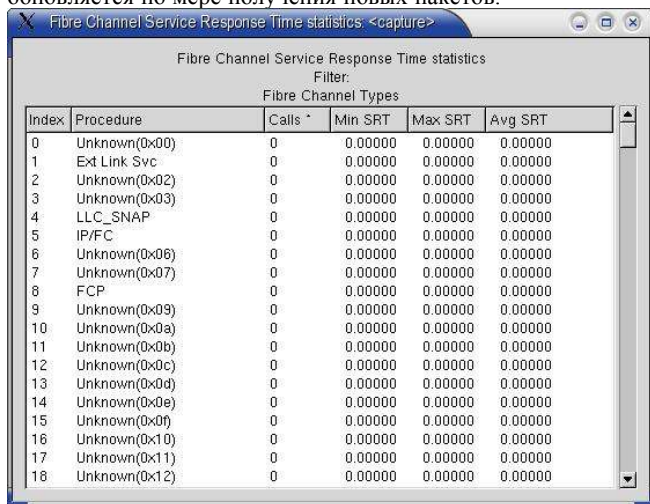 обновляется по мере получения новых пакетов.
Fibre Channel Service Response Time statistics: <capture>
Fibre Channel Service Response Time statistics
Filter:
Fibre Channel Types
Index Procedure Calls Min SRT Max SRT Avg SRT
0 Unknown(0x00) 0 0.00000 0.00000 0.00000
1 Ext Link Svc 0 0.00000 0.00000 0.00000
2 Unknown(0x02) 0 0.00000 0.00000 0.00000
3 Unknown(0x03) 0 0.00000 0.00000 0.00000
4 LLC_SNAP 0 0.00000 0.00000 0.00000
5 IP/FC 0 0.00000 0.00000 0.00000
6 Unknown(0x06) 0 0.00000 0.00000 0.00000
7 Unknown(0x07) 0 0.00000 0.00000 0.00000
8 FCP 0 0.00000 0.00000 0.00000
9 Unknown(0x09) 0 0.00000 0.00000 0.00000
10 Unknown(0x0a) 0 0.00000 0.00000 0.00000
11 Unknown(0x0b) 0 0.00000 0.00000 0.00000
12 Unknown(0x0c) 0 0.00000 0.00000 0.00000
13 Unknown(0x0d) 0 0.00000 0.00000 0.00000
14 Unknown(0x0e) 0 0.00000 0.00000 0.00000
15 Unknown(0x0f) 0 0.00000 0.00000 0.00000
16 Unknown(0x10) 0 0.00000 0.00000 0.00000
17 Unknown(0x11) 0 0.00000 0.00000 0.00000
18 Unknown(0x12) 0 0.00000 0.00000 0.00000